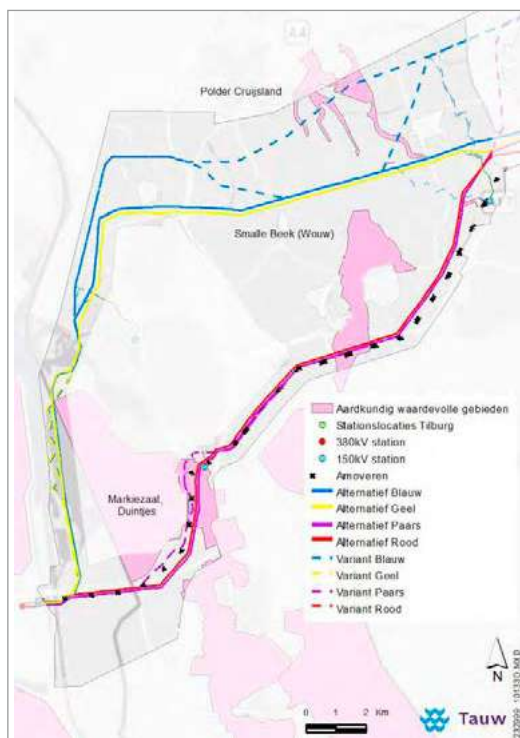 A4
Polder Cruijsland
Smalle Beek (Wouw)
Markiezaat,
Duintjes
Aardkundig waardevolle gebieden
Stationslocaties Tilburg
380kV station
150kV station
Amoveren
Alternatief Blauw
Alternatief Geel
Alternatief Paars
Alternatief Rood
Variant Blauw
Variant Geel
Variant Paars
Variant Rood
N
0 1 2 Km
Tauw